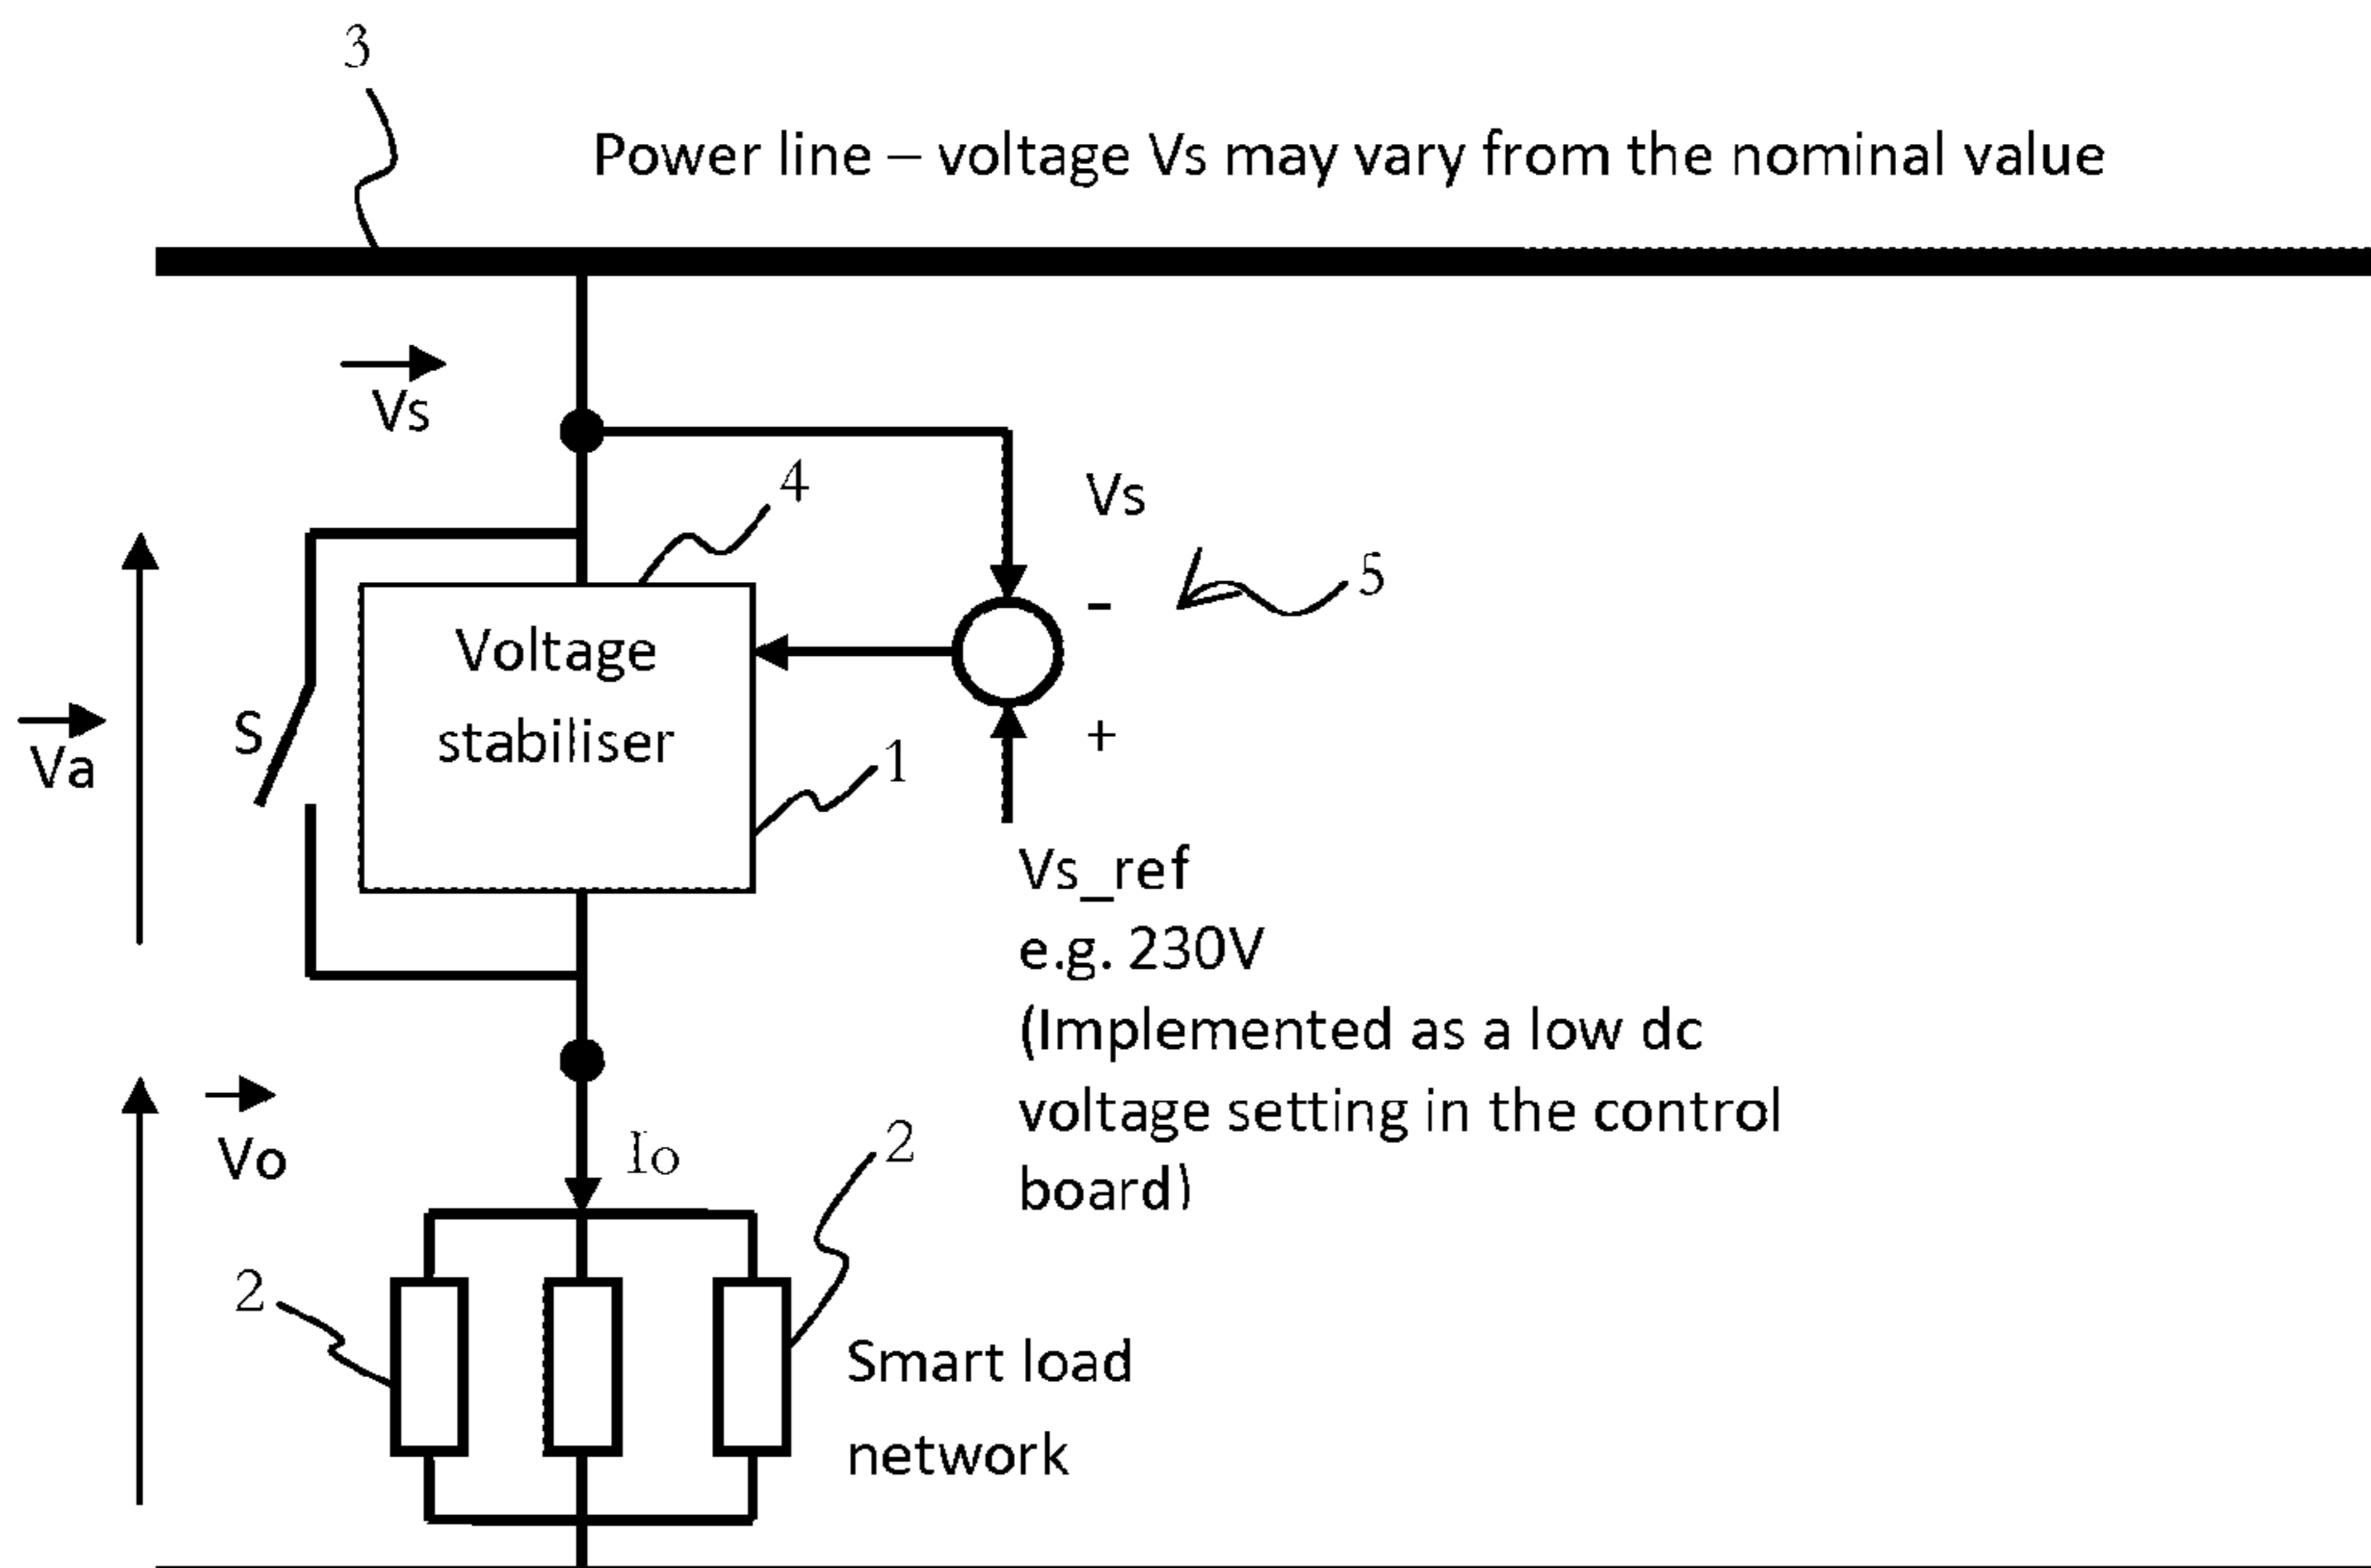 3
Power line – voltage Vs may vary from the nominal value
Vs
4
Vs
5
-
Voltage
stabiliser
S
Va
+
1
Vs_ref
e.g. 230V
(Implemented as a low dc
voltage setting in the control
board)
Vo
Io
2
2
Smart load
network